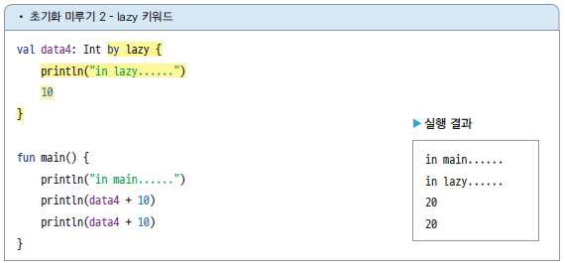 • 초기화 미루기 2 - lazy 키워드
val data4: Int by lazy {
    println("in lazy......")
    10
}
fun main() {
    println("in main......")
    println(data4 + 10)
    println(data4 + 10)
}
▶ 실행 결과
in main......
in lazy......
20
20